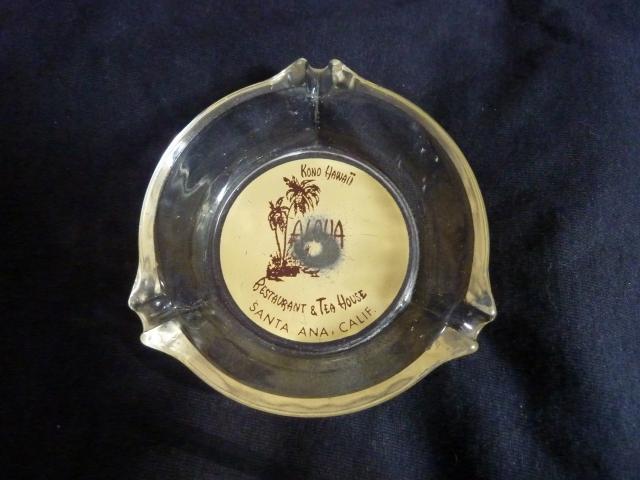 Kono Hawaii
ALOHA
Restaurant & Tea House
SANTA ANA, CALIF.